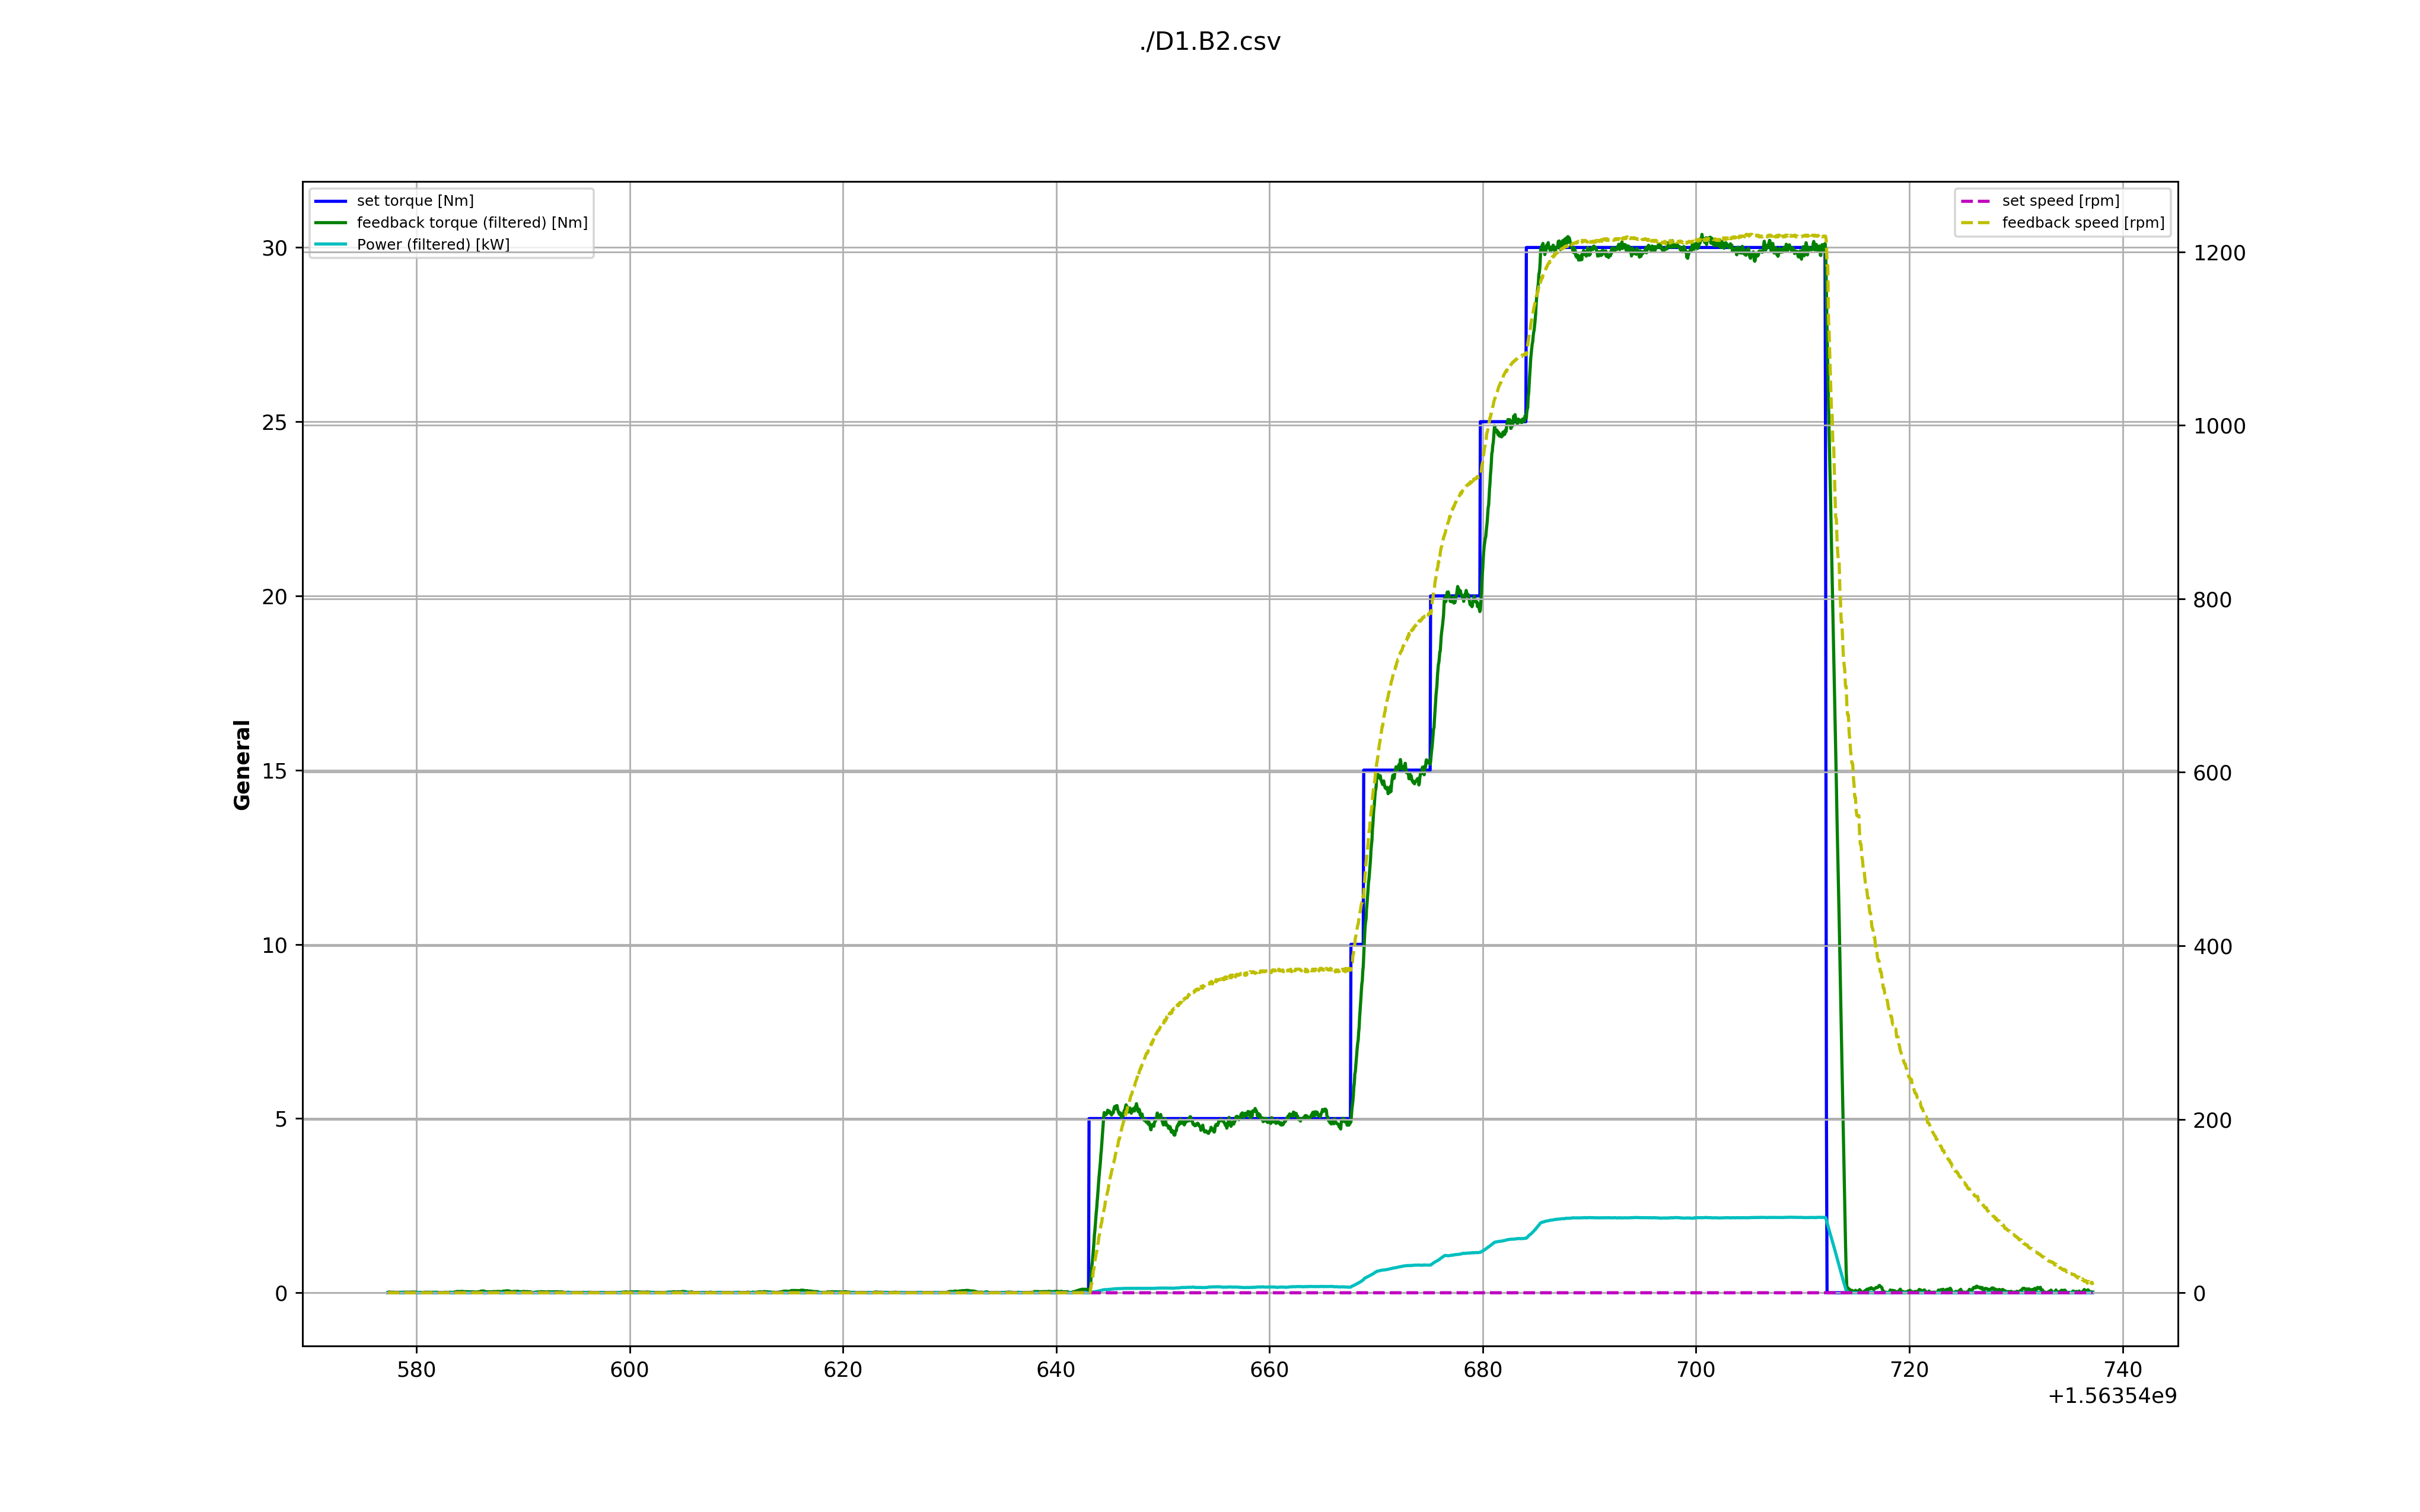 ./D1.B2.csv
set torque [Nm]
feedback torque (filtered) [Nm]
Power (filtered) [kW]
set speed [rpm]
feedback speed [rpm]
General
30
25
20
15
10
5
0
1200
1000
800
600
400
200
0
580 600 620 640 660 680 700 720 740
+1.56354e9